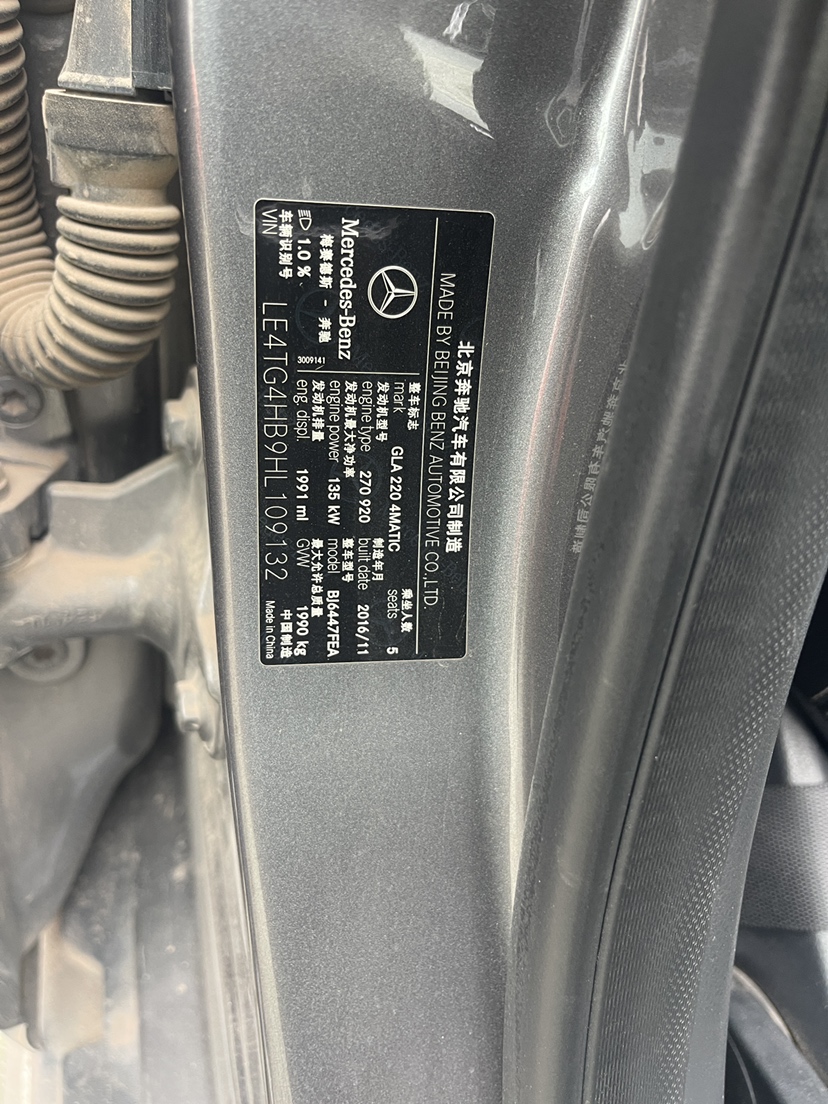 北京奔驰汽车有限公司制造
MADE BY BEIJING BENZ AUTOMOTIVE CO.,LTD.
Mercedes-Benz
梅赛德斯 - 奔驰
1.0 %
3009141
整车标志
mark GLA 220 4MATIC
乘坐人数
seats 5
发动机型号
engine type 270 920
制造年月
built date 2016/11
发动机最大净功率
engine power 135 kW
整车型号
model BJ6447FEA
发动机排量
eng. displ. 1991 ml
最大允许总质量
GVW 1990 kg
车辆识别号
VIN LE4TG4HB9HL109132
中国制造
Made in China